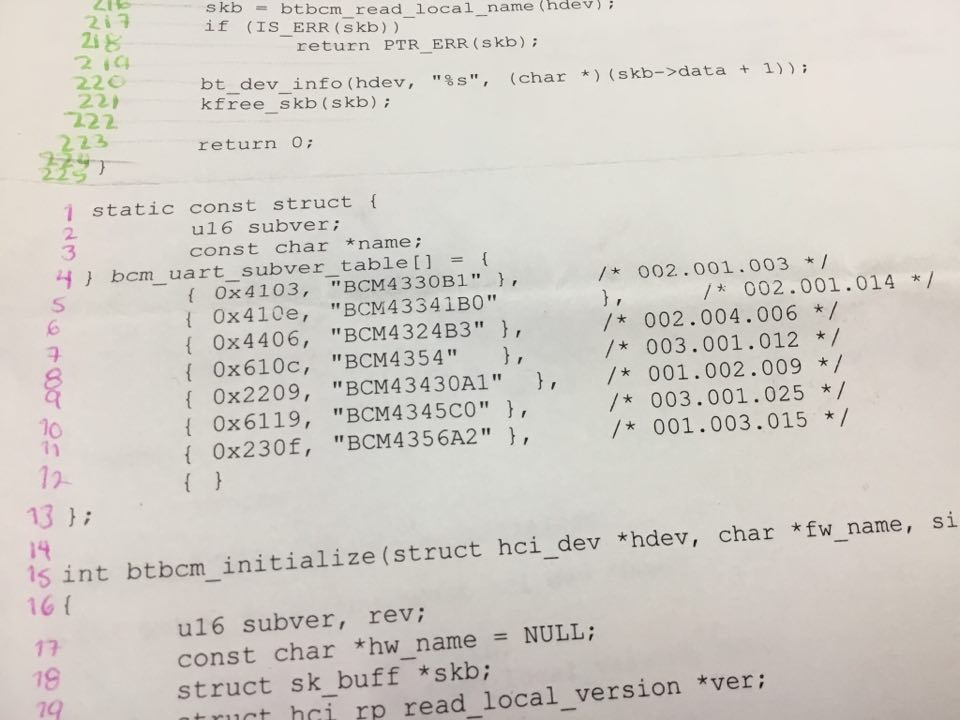 216 skb = btbcm_read_local_name(hdev);
217 if (IS_ERR(skb))
218 return PTR_ERR(skb);
219
220 bt_dev_info(hdev, "%s", (char *)(skb->data + 1));
221 kfree_skb(skb);
222
223 return 0;
224 }
225
1 static const struct {
2 u16 subver;
3 const char *name;
4 } bcm_uart_subver_table[] = {
5 { 0x4103, "BCM4330B1" }, /* 002.001.003 */
6 { 0x410e, "BCM43341B0" }, /* 002.001.014 */
7 { 0x4406, "BCM4324B3" }, /* 002.004.006 */
8 { 0x610c, "BCM4354" }, /* 003.001.012 */
9 { 0x2209, "BCM43430A1" }, /* 001.002.009 */
10 { 0x6119, "BCM4345C0" }, /* 003.001.025 */
11 { 0x230f, "BCM4356A2" }, /* 001.003.015 */
12 { }
13 };
14
15 int btbcm_initialize(struct hci_dev *hdev, char *fw_name, si
16 {
17 u16 subver, rev;
18 const char *hw_name = NULL;
19 struct sk_buff *skb;
struct hci_rp_read_local_version *ver;